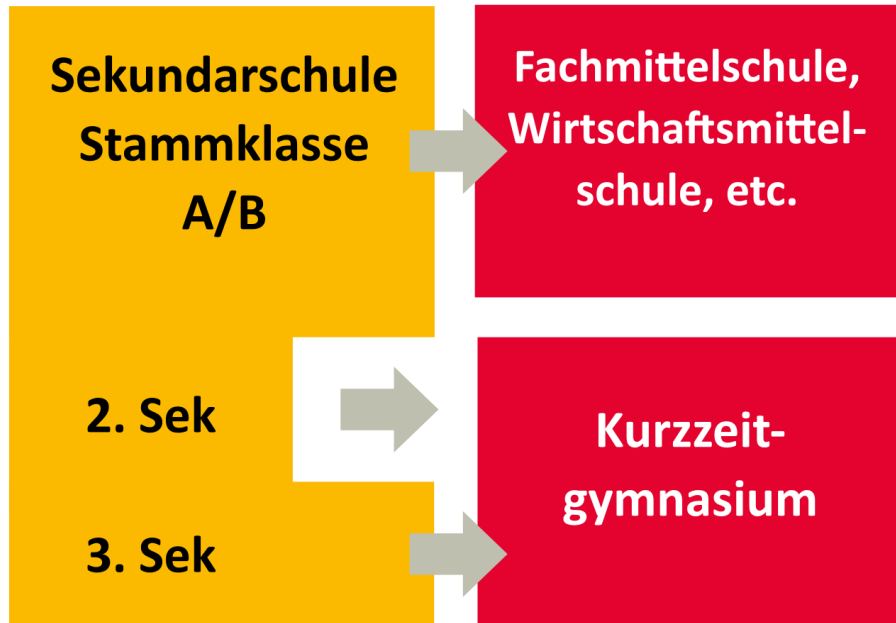 Sekundarschule
Stammklasse
A/B
Fachmittelschule,
Wirtschaftsmittel-
schule, etc.
2. Sek
3. Sek
Kurzzeit-
gymnasium